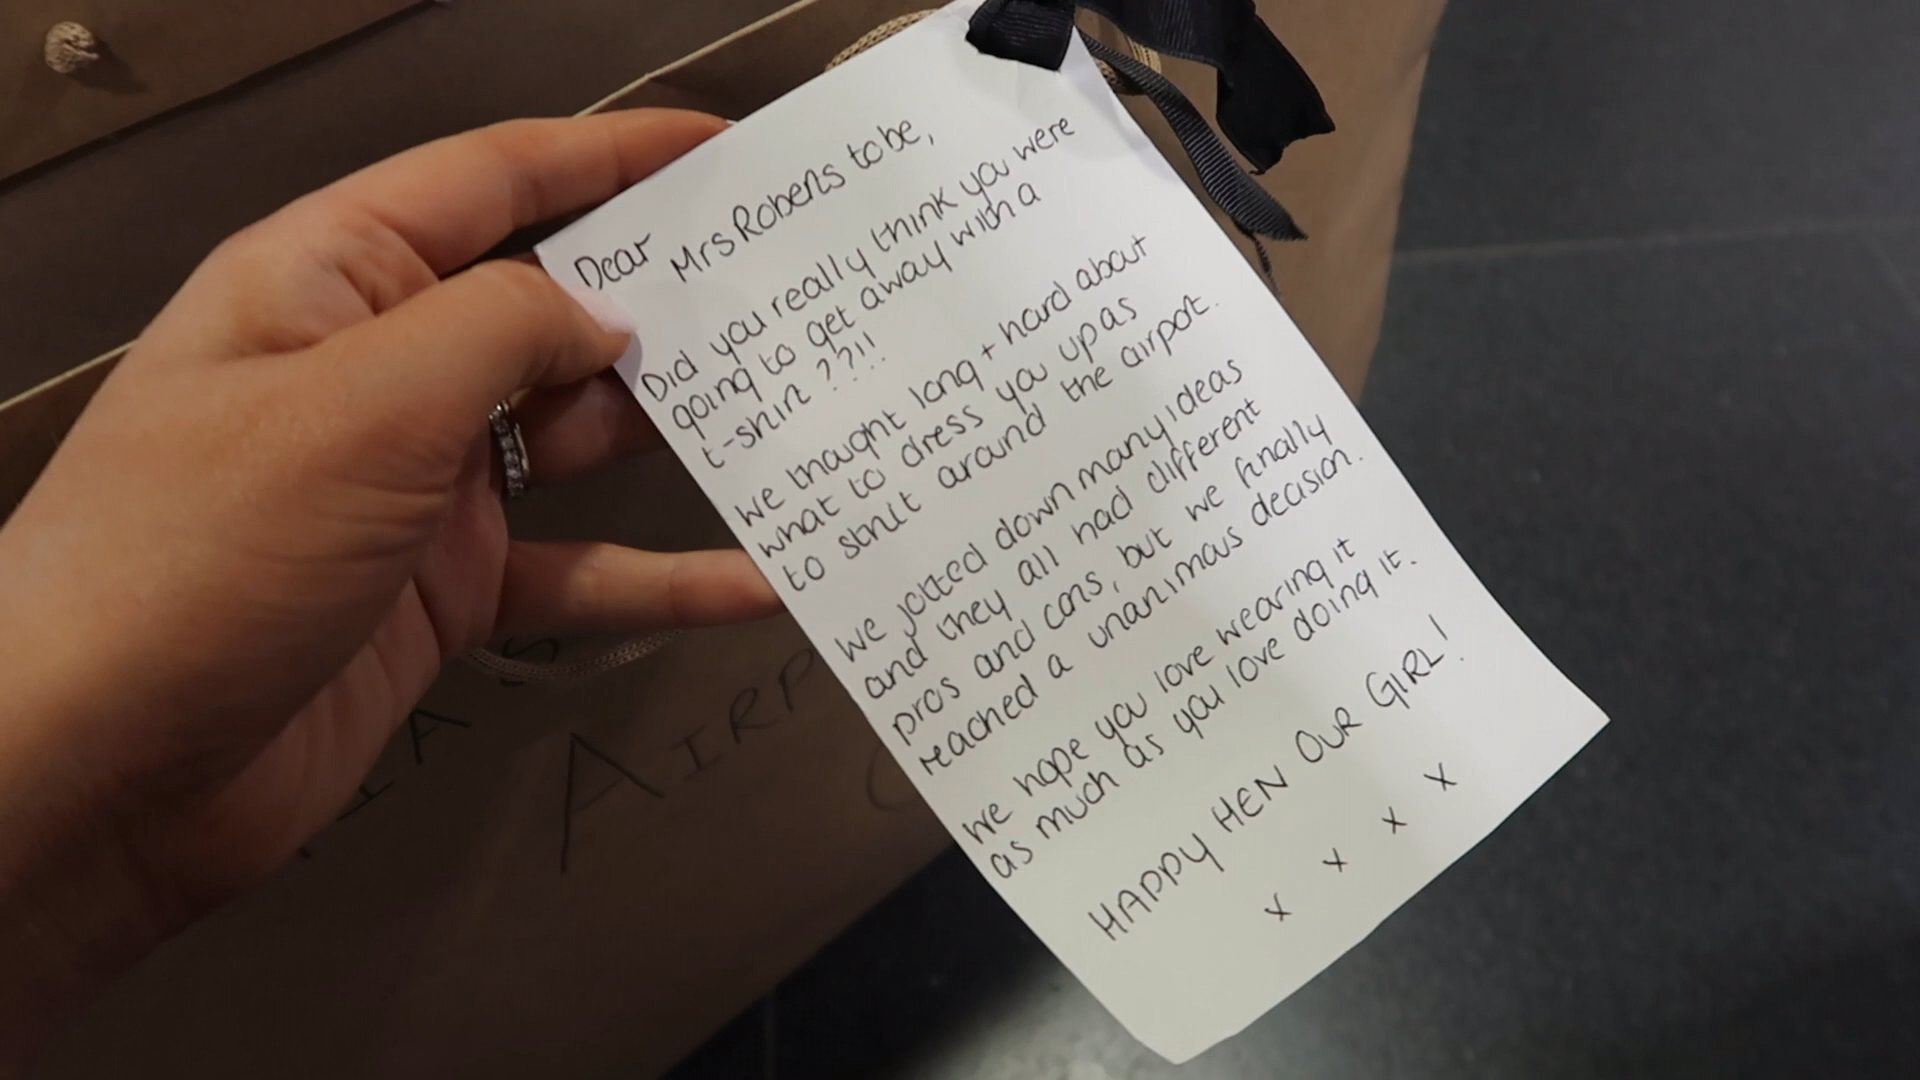 Dear Mrs Roberts to be,
Did you really think you were
going to get away with a
t-shirt ??!!
We thought long + hard about
what to dress you up as
to strut around the airport.
We jotted down many ideas
and they all had different
pros and cons, but we finally
reached a unanimous decision.
We hope you love wearing it
as much as you love doing it.
HAPPY HEN OUR GIRL!
x x x x
AIRP